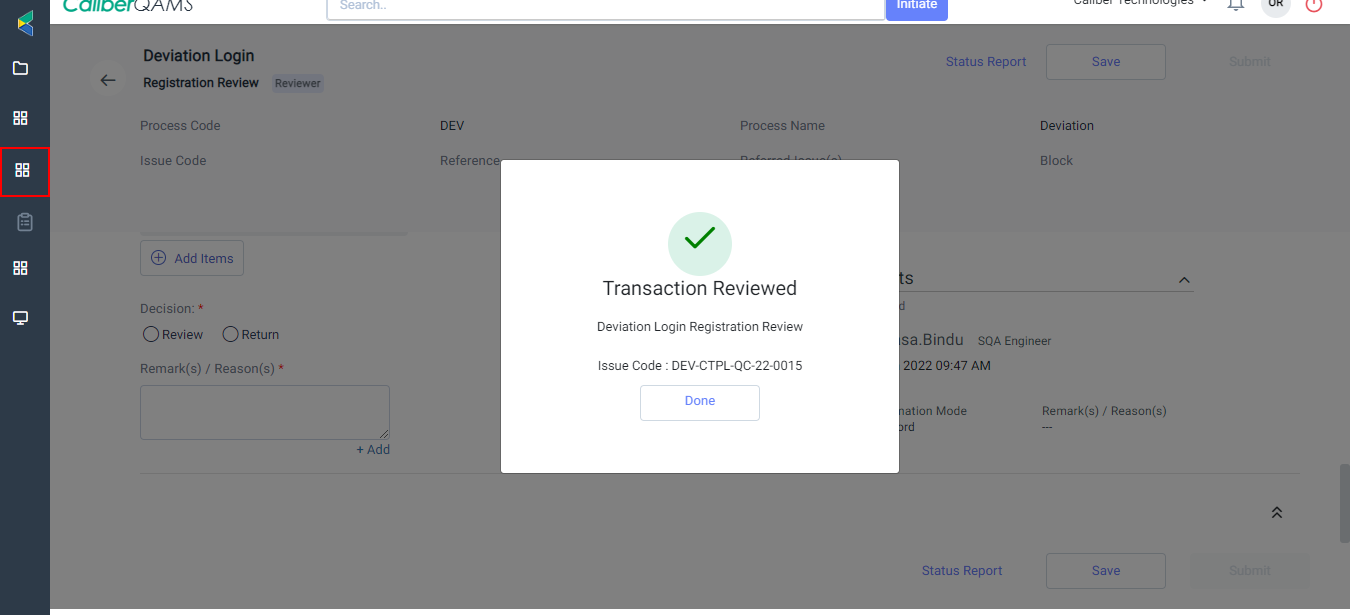 CaliberQAMS
Search..
Initiate
Caliber Technologies
UR
Deviation Login
Registration Review Reviewer
Status Report
Save
Submit
Process Code DEV Process Name Deviation
Issue Code Reference Referred Issue(s) Block
Add Items
Decision: *
Review Return
Remark(s) / Reason(s) *
+ Add
Transaction Reviewed
Deviation Login Registration Review
Issue Code : DEV-CTPL-QC-22-0015
Done
ts
d
sa.Bindu SQA Engineer
2022 09:47 AM
mation Mode Remark(s) / Reason(s)
ord ---
Status Report
Save
Submit